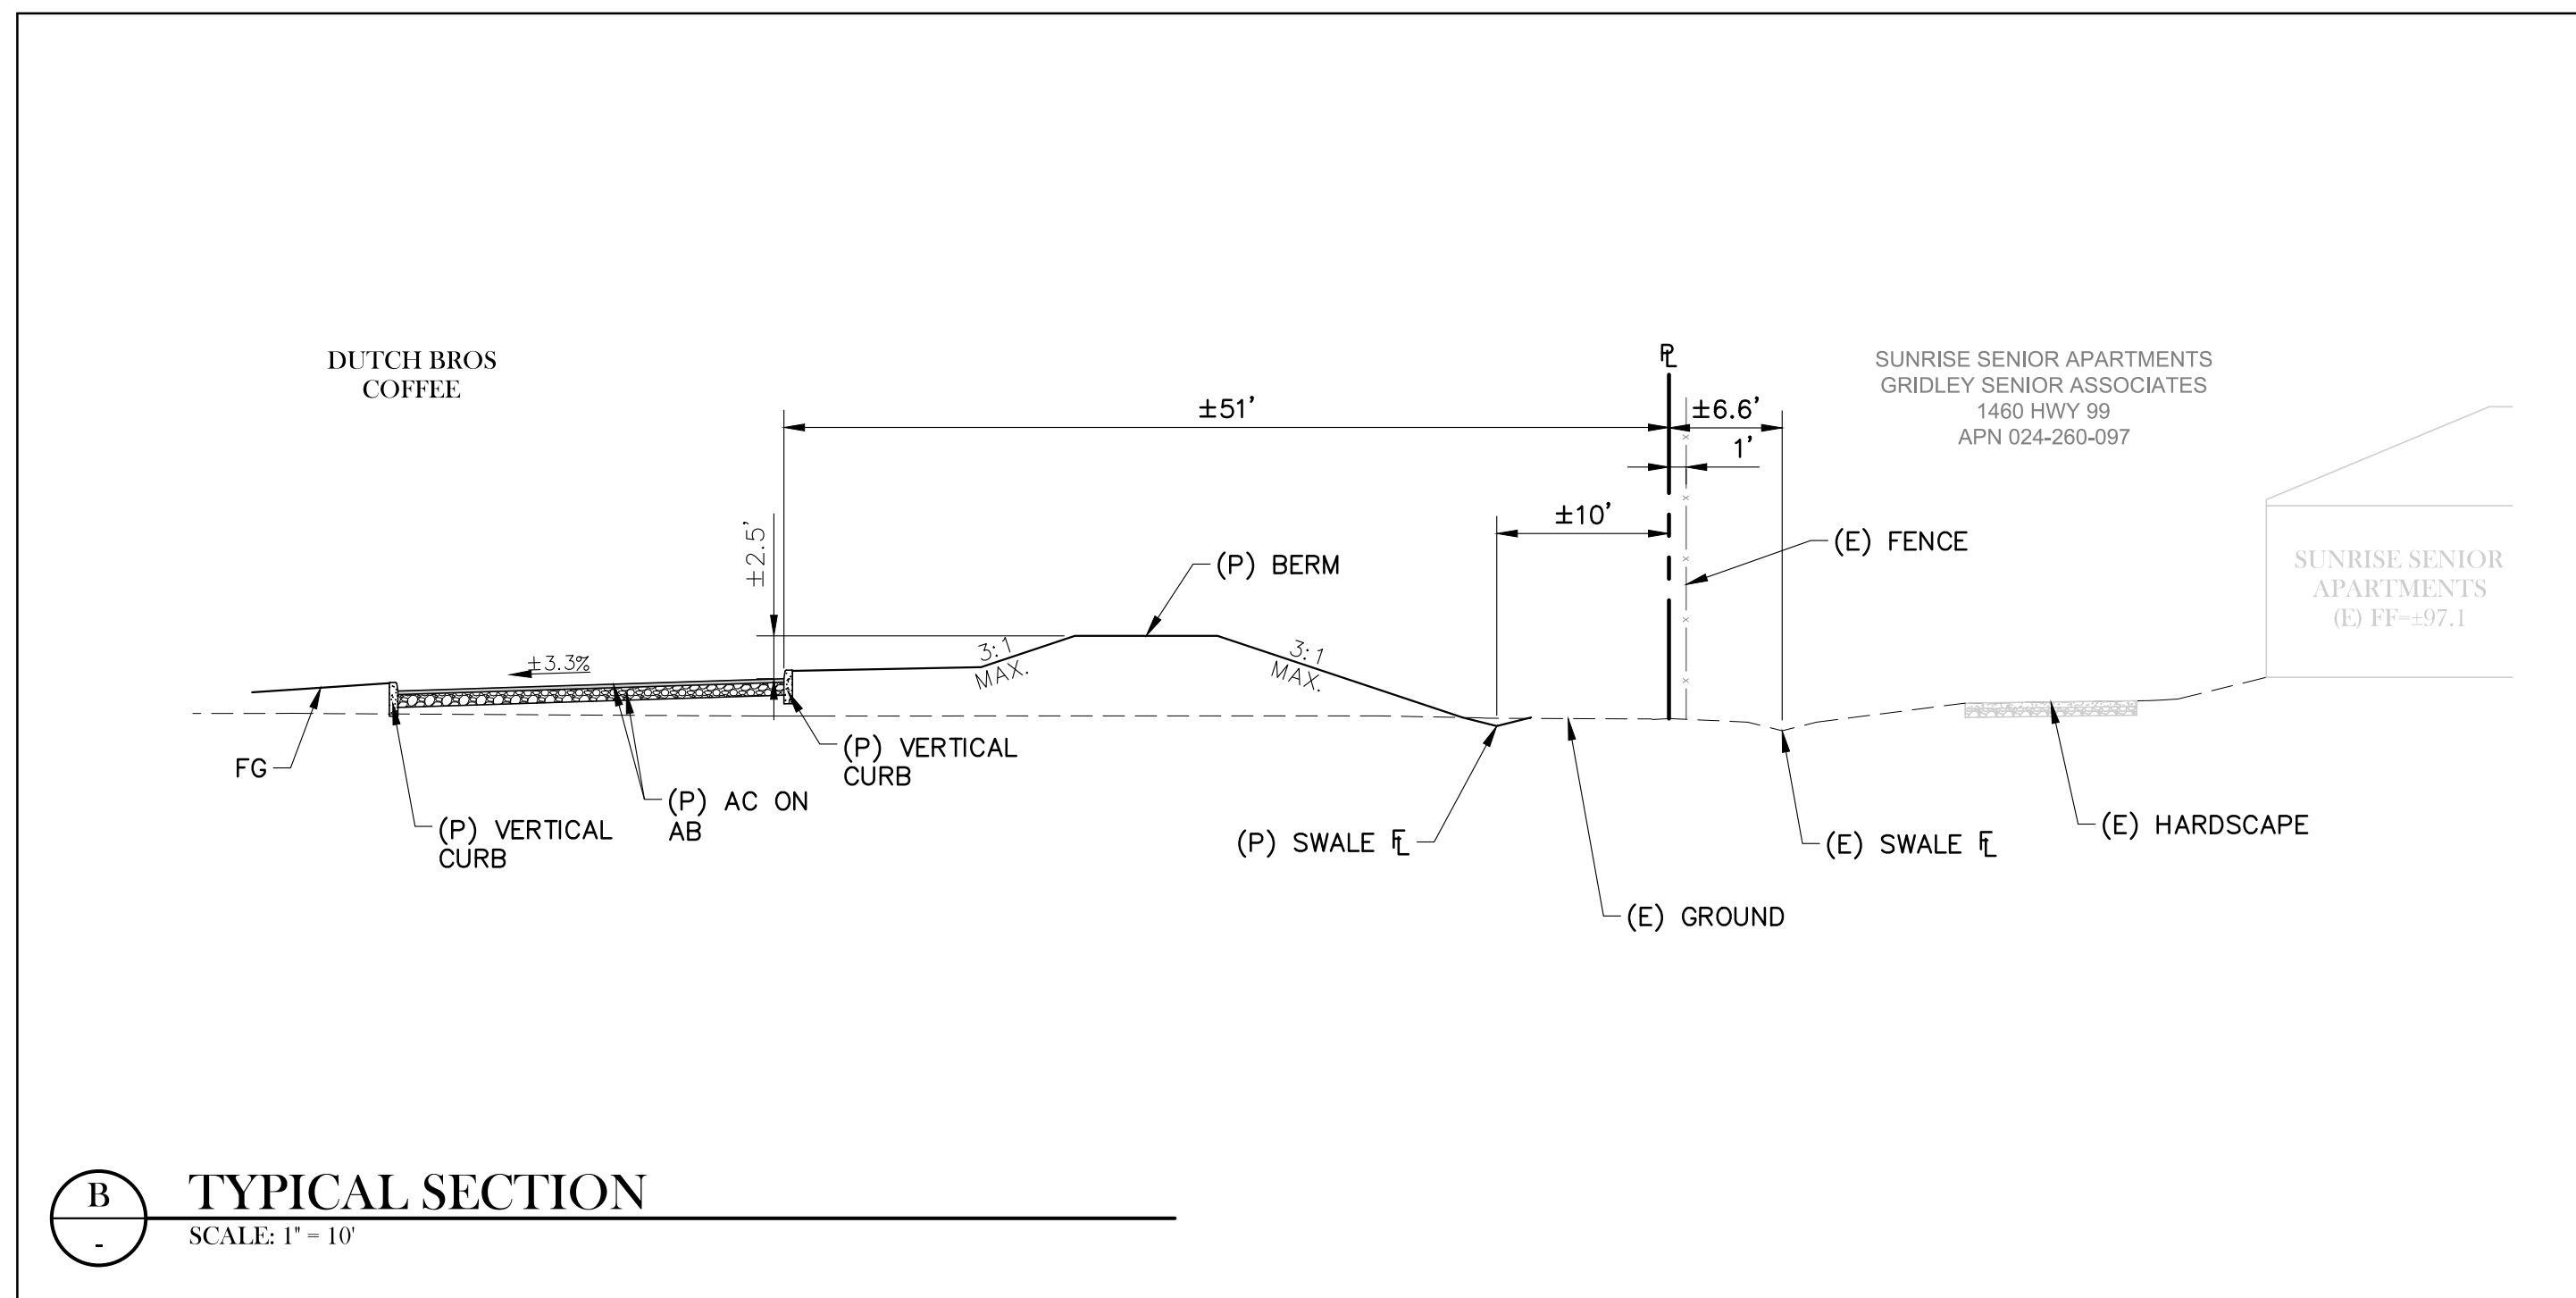 DUTCH BROS
COFFEE
℄
SUNRISE SENIOR APARTMENTS
GRIDLEY SENIOR ASSOCIATES
1460 HWY 99
APN 024-260-097
±51’
±6.6’
1’
±10’
±2.5’
(E) FENCE
(P) BERM
SUNRISE SENIOR
APARTMENTS
(E) FF=±97.1
3:1
MAX.
3:1
MAX.
±3.3%
FG
(P) VERTICAL
CURB
(P) AC ON
AB
(P) VERTICAL
CURB
(P) SWALE FL
(E) SWALE FL
(E) HARDSCAPE
(E) GROUND
B
-
TYPICAL SECTION
SCALE: 1" = 10'